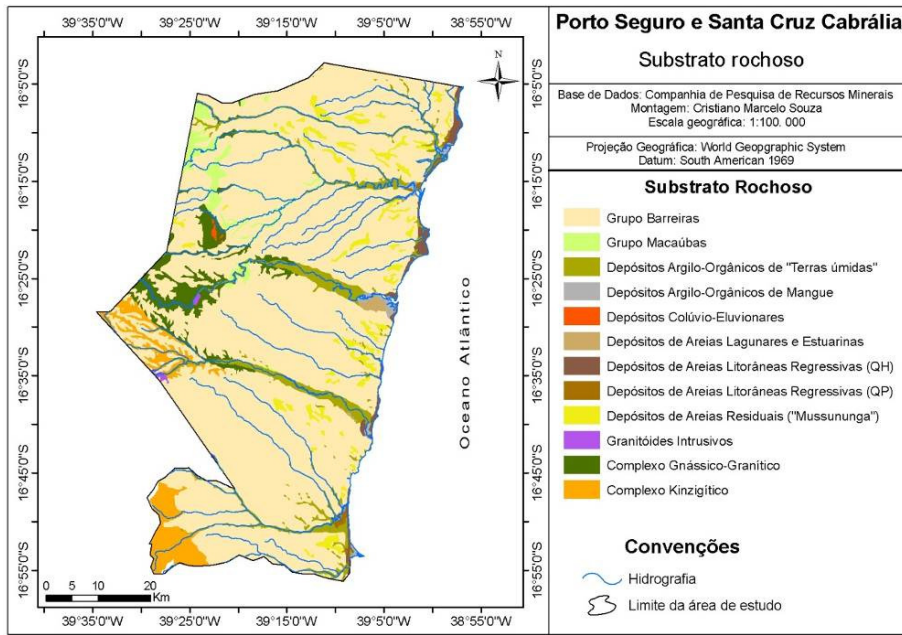 Porto Seguro e Santa Cruz Cabrália
Substrato rochoso
Base de Dados: Companhia de Pesquisa de Recursos Minerais
Montagem: Cristiano Marcelo Souza
Escala geográfica: 1:100. 000
Projeção Geográfica: World Geopgraphic System
Datum: South American 1969
Substrato Rochoso
Grupo Barreiras
Grupo Macaúbas
Depósitos Argilo-Orgânicos de "Terras úmidas"
Depósitos Argilo-Orgânicos de Mangue
Depósitos Colúvio-Eluvionares
Depósitos de Areias Lagunares e Estuarinas
Depósitos de Areias Litorâneas Regressivas (QH)
Depósitos de Areias Litorâneas Regressivas (QP)
Depósitos de Areias Residuais ("Mussununga")
Granitóides Intrusivos
Complexo Gnássico-Granítico
Complexo Kinzigítico
Convenções
Hidrografia
Limite da área de estudo
39°35'0"W 39°25'0"W 39°15'0"W 39°5'0"W 38°55'0"W
N
16°5'0"S
16°15'0"S
16°25'0"S
16°35'0"S
16°45'0"S
16°55'0"S
Oceano Atlântico
16°5'0"S
16°15'0"S
16°25'0"S
16°35'0"S
16°45'0"S
16°55'0"S
0 5 10 20
Km
39°35'0"W 39°25'0"W 39°15'0"W 39°5'0"W 38°55'0"W